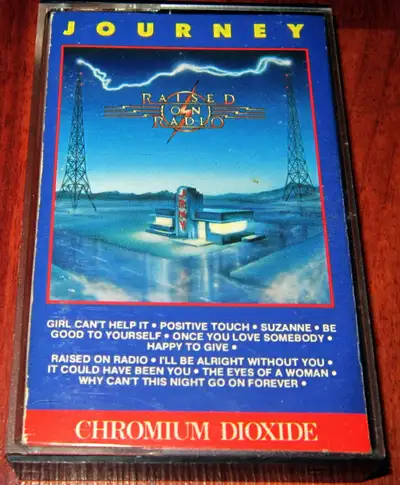 JOURNEY
RAISED
ON
RADIO
JRNY
GIRL CAN'T HELP IT • POSITIVE TOUCH • SUZANNE • BE
GOOD TO YOURSELF • ONCE YOU LOVE SOMEBODY •
HAPPY TO GIVE •
RAISED ON RADIO • I'LL BE ALRIGHT WITHOUT YOU •
IT COULD HAVE BEEN YOU • THE EYES OF A WOMAN •
WHY CAN'T THIS NIGHT GO ON FOREVER •
CHROMIUM DIOXIDE